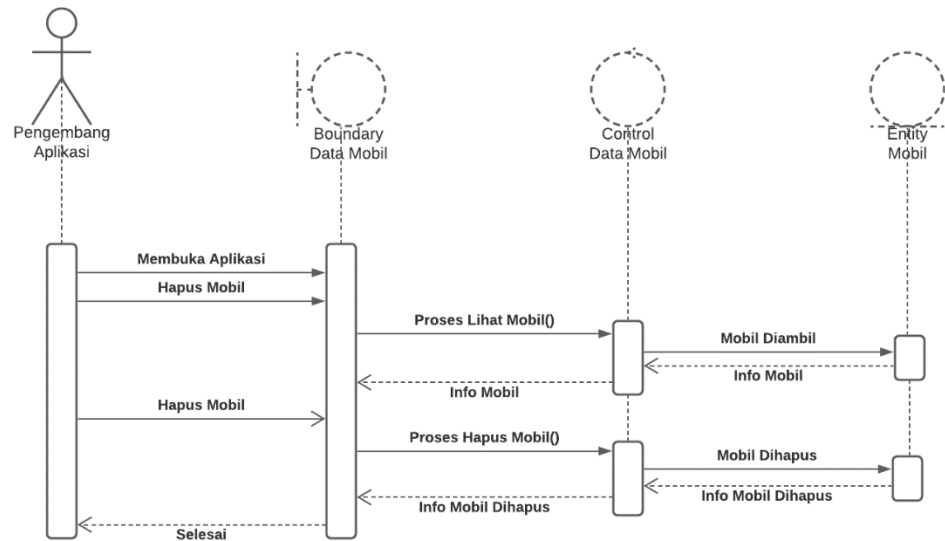 Pengembang
Aplikasi
Boundary
Data Mobil
Control
Data Mobil
Entity
Mobil
Membuka Aplikasi
Hapus Mobil
Proses Lihat Mobil()
Mobil Diambil
Info Mobil
Info Mobil
Hapus Mobil
Proses Hapus Mobil()
Mobil Dihapus
Info Mobil Dihapus
Info Mobil Dihapus
Selesai